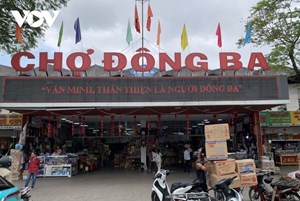 VOV
CHỢ ĐÔNG BA
"VĂN MINH, THÂN THIỆN LÀ NGƯỜI ĐÔNG BA"